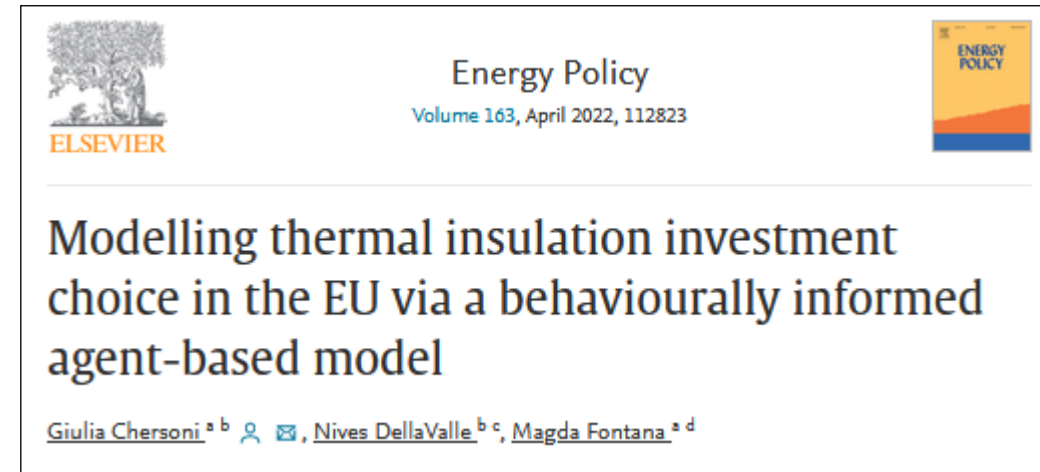 ELSEVIER
Energy Policy
Volume 163, April 2022, 112823
ENERGY
POLICY
Modelling thermal insulation investment
choice in the EU via a behaviourally informed
agent-based model
Giulia Chersoni a b , Nives DellaValle b c, Magda Fontana a d